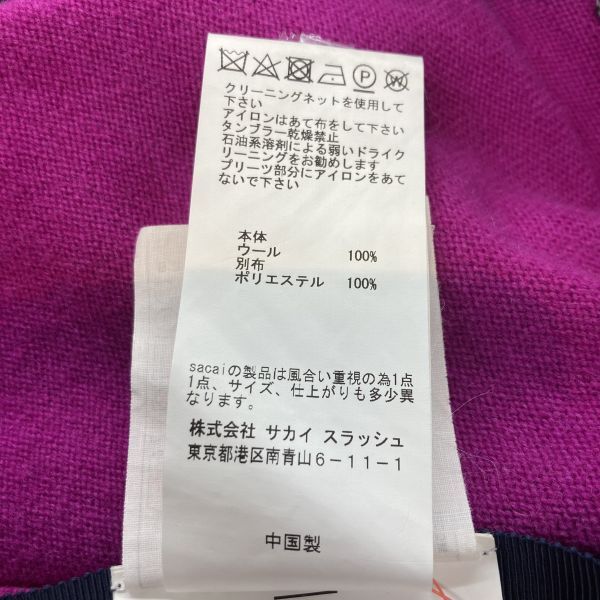 P W
クリーニングネットを使用して
下さい
アイロンはあて布をして下さい
タンブラー乾燥禁止
石油系溶剤による弱いドライク
リーニングをお勧めします
プリーツ部分にアイロンをあて
ないで下さい
本体
ウール 100%
別布
ポリエステル 100%
sacaiの製品は風合い重視の為1点
1点、サイズ、仕上がりも多少異
なります。
株式会社 サカイ スラッシュ
東京都港区南青山6-11-1
中国製